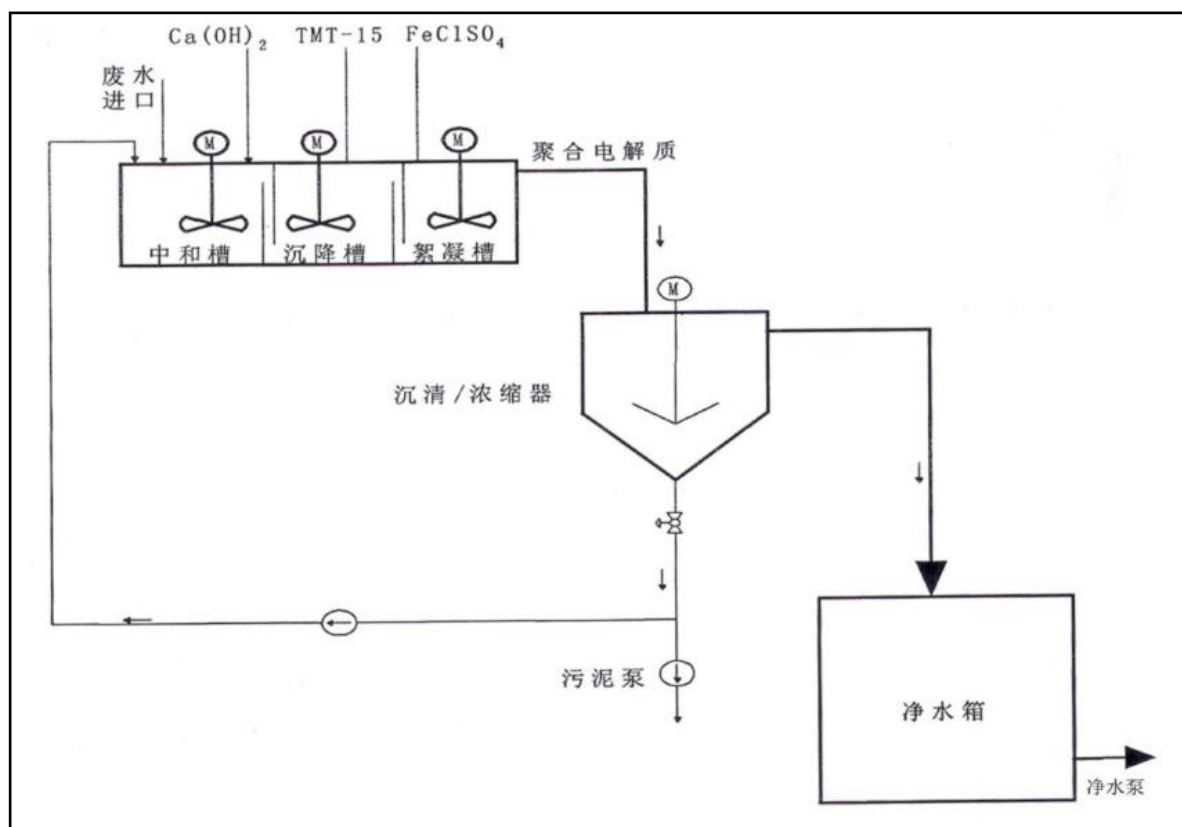 Ca(OH)₂ TMT-15 FeClSO₄
废水
进口
M M M
聚合电解质
中和槽 沉降槽 絮凝槽
M
沉清/浓缩器
污泥泵
净水箱
净水泵